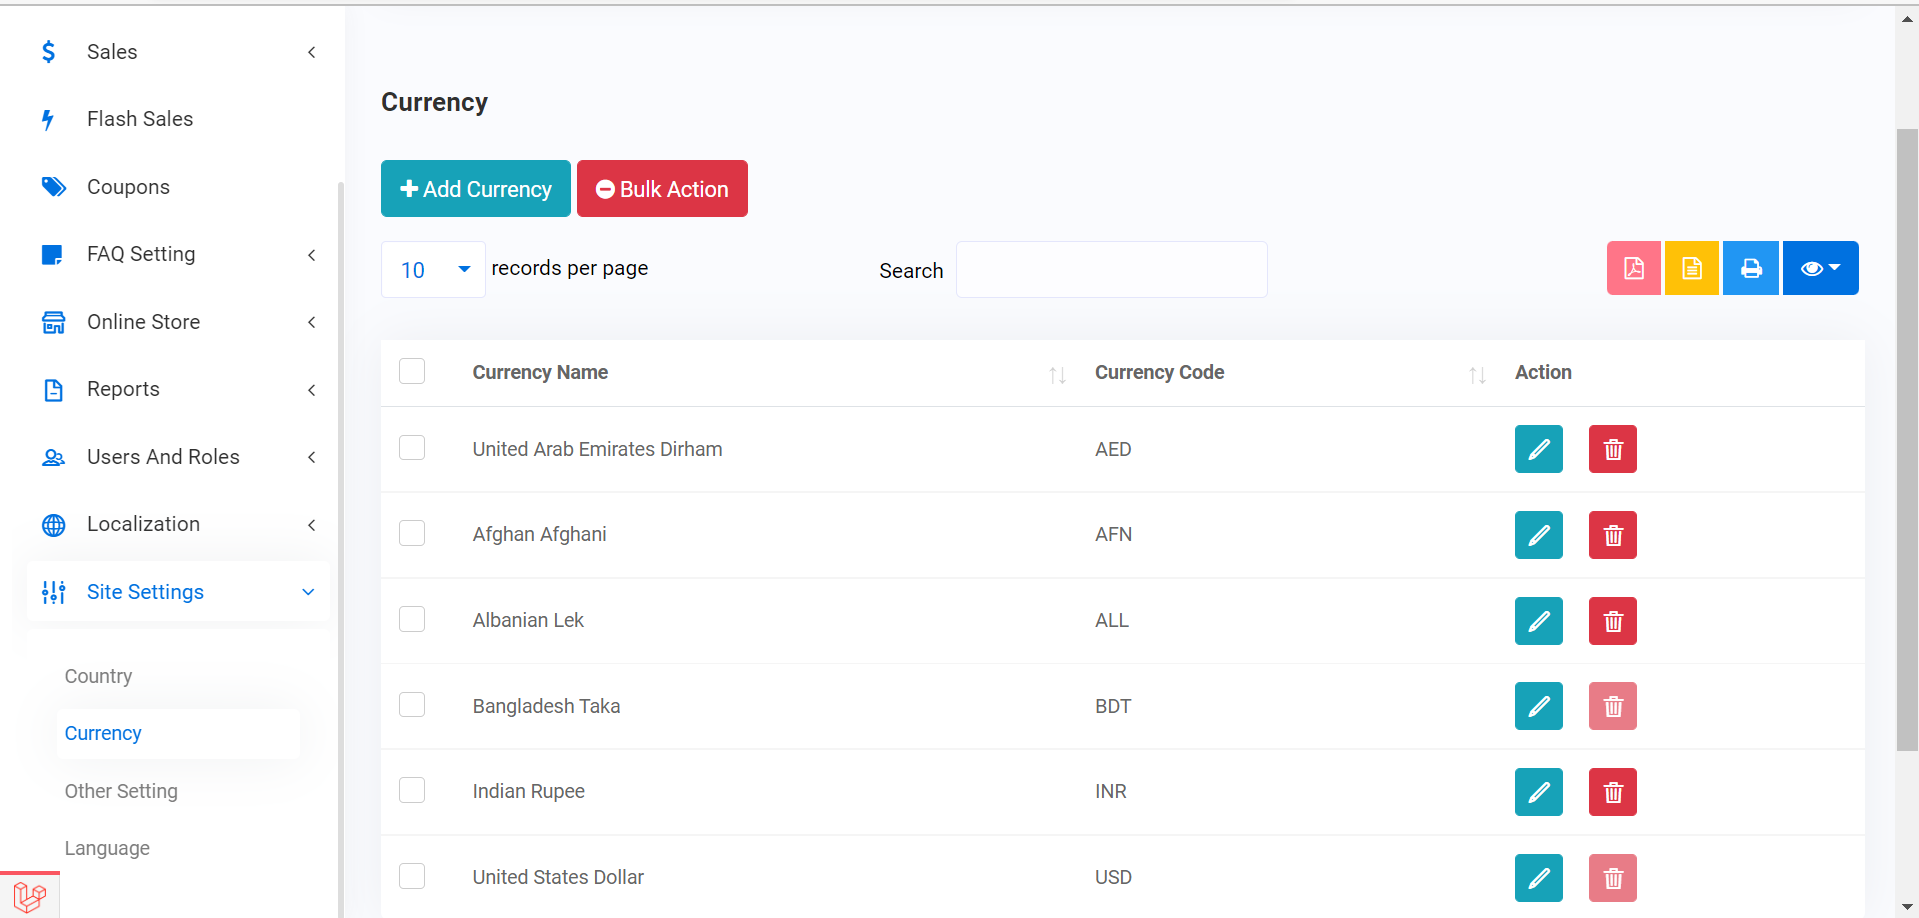 Sales
Flash Sales
Coupons
FAQ Setting
Online Store
Reports
Users And Roles
Localization
Site Settings
Country
Currency
Other Setting
Language
Currency
Add Currency
Bulk Action
10 records per page
Search
Currency Name Currency Code Action
United Arab Emirates Dirham AED
Afghan Afghani AFN
Albanian Lek ALL
Bangladesh Taka BDT
Indian Rupee INR
United States Dollar USD